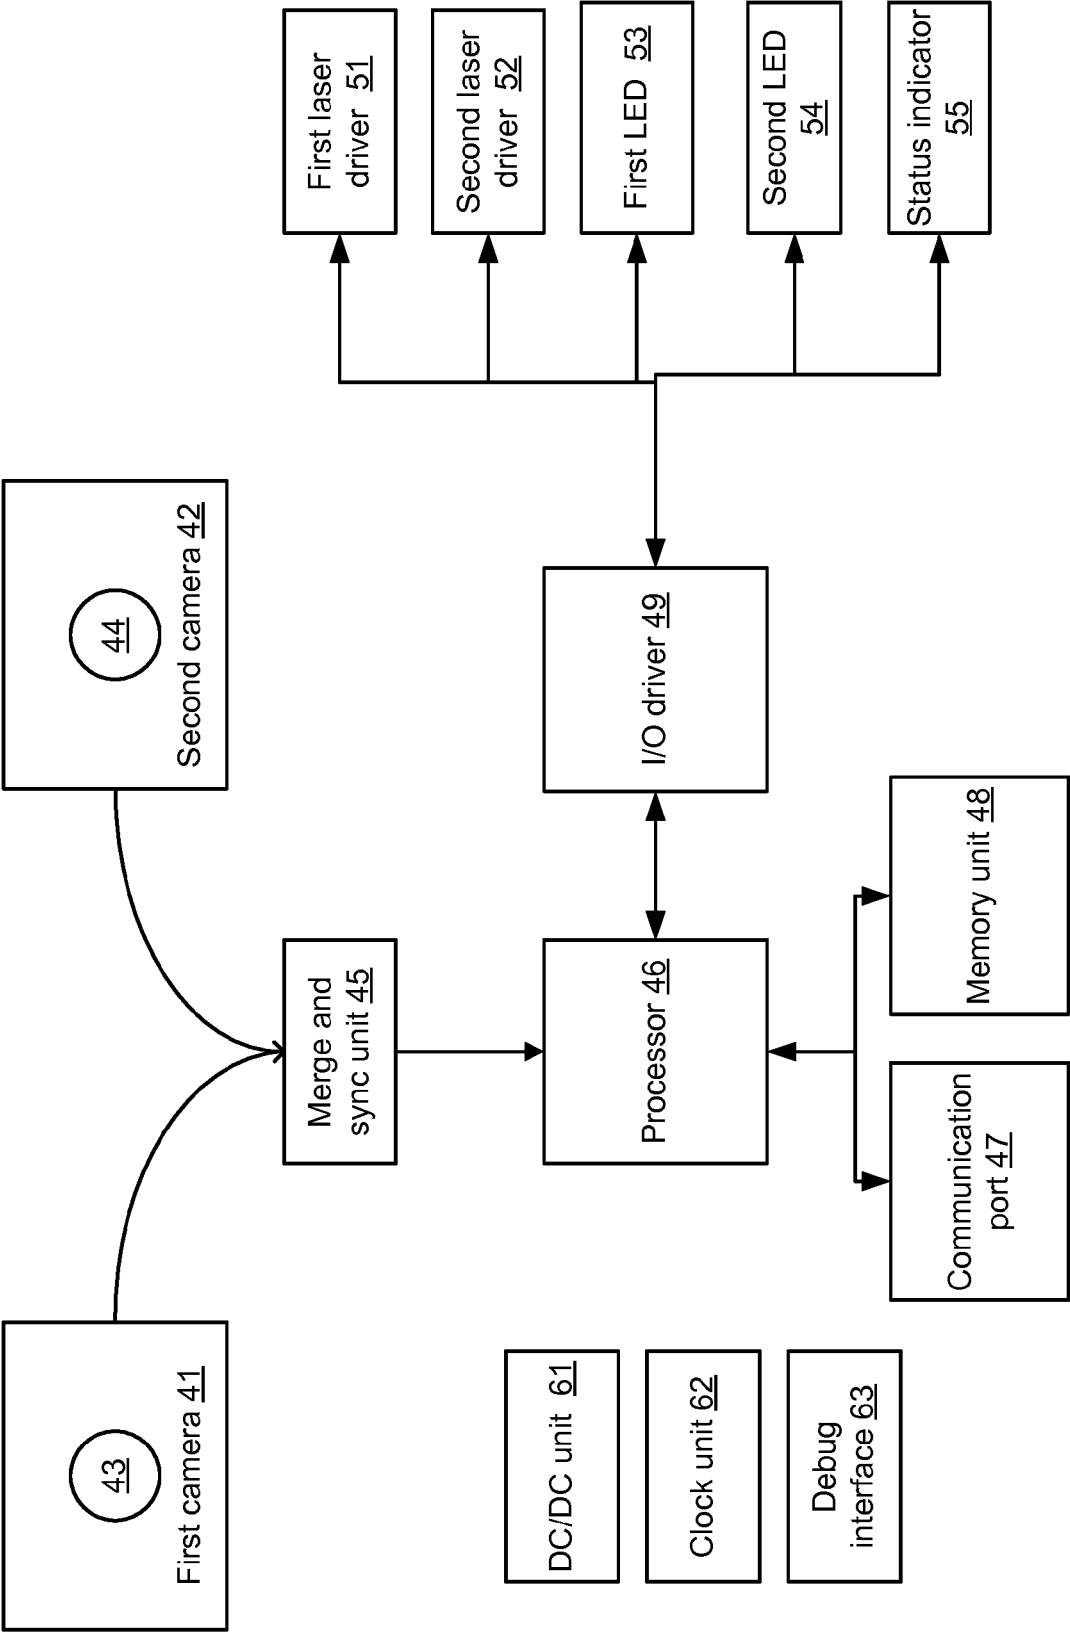 43
First camera 41
44
Second camera 42
Merge and
sync unit 45
First laser
driver 51
Second laser
driver 52
First LED 53
Second LED
54
Status indicator
55
DC/DC unit 61
Clock unit 62
Debug
interface 63
Processor 46
I/O driver 49
Communication
port 47
Memory unit 48